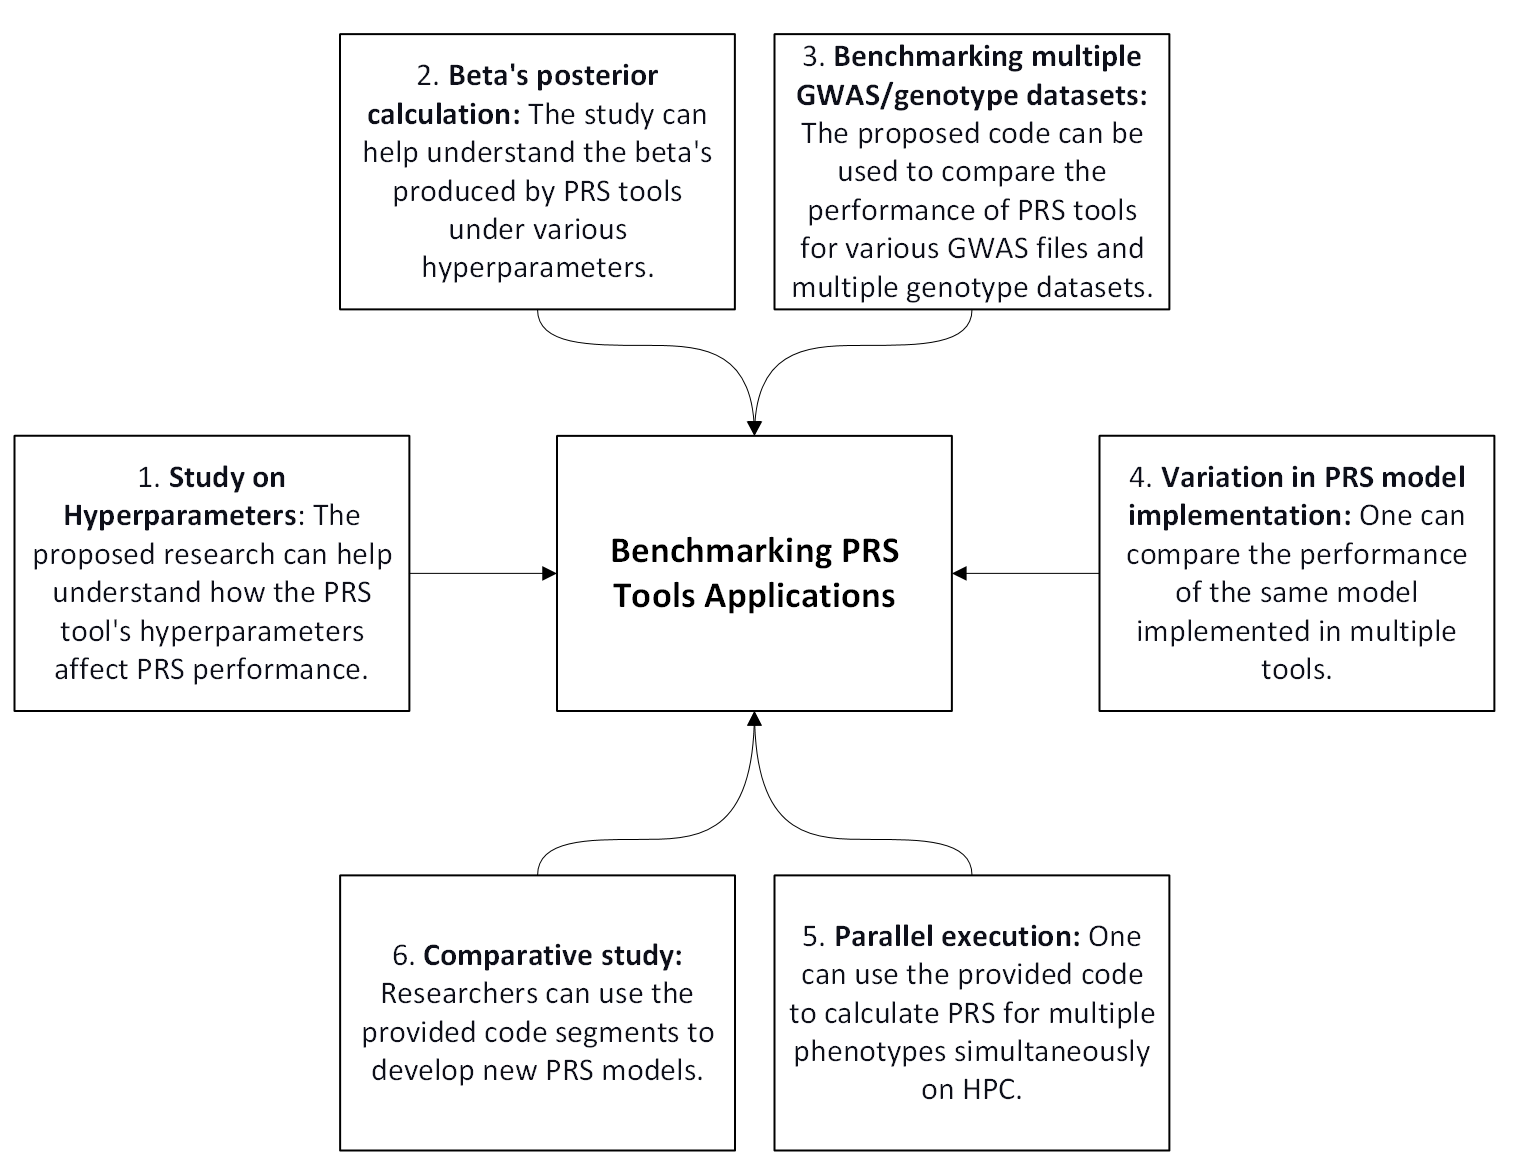 1. Study on
Hyperparameters: The
proposed research can help
understand how the PRS
tool's hyperparameters
affect PRS performance.
2. Beta's posterior
calculation: The study can
help understand the beta's
produced by PRS tools
under various
hyperparameters.
3. Benchmarking multiple
GWAS/genotype datasets:
The proposed code can be
used to compare the
performance of PRS tools
for various GWAS files and
multiple genotype datasets.
Benchmarking PRS
Tools Applications
4. Variation in PRS model
implementation: One can
compare the performance
of the same model
implemented in multiple
tools.
5. Parallel execution: One
can use the provided code
to calculate PRS for multiple
phenotypes simultaneously
on HPC.
6. Comparative study:
Researchers can use the
provided code segments to
develop new PRS models.